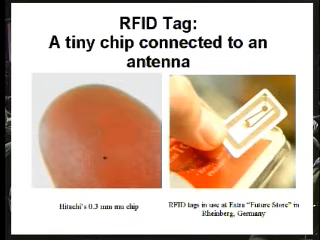 RFID Tag:
A tiny chip connected to an
antenna
Hitachi's 0.3 mm mu chip
RFID tags in use at Extra "Future Store" in
Rheinberg, Germany